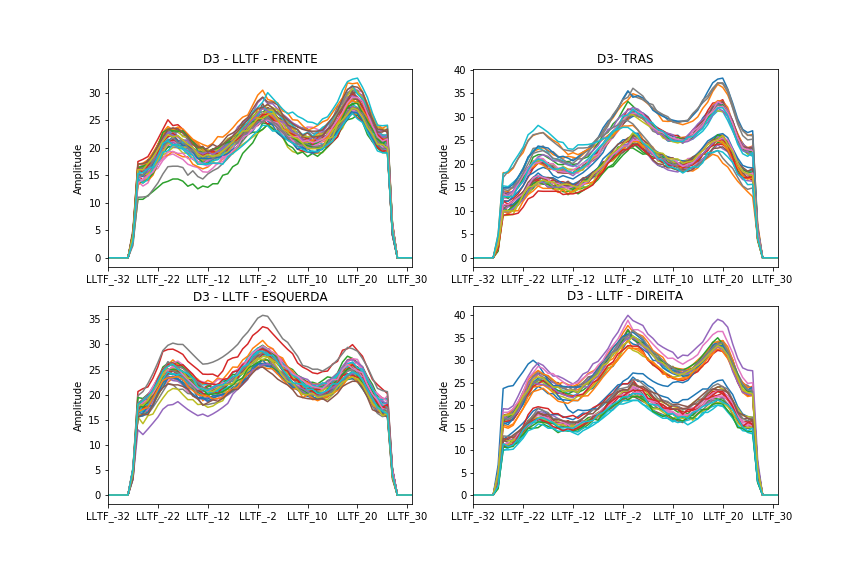 D3 - LLTF - FRENTE
Amplitude
30
25
20
15
10
5
0
LLTF_-32 LLTF_-22 LLTF_-12 LLTF_-2 LLTF_10 LLTF_20 LLTF_30
D3- TRAS
Amplitude
40
35
30
25
20
15
10
5
0
LLTF_-32 LLTF_-22 LLTF_-12 LLTF_-2 LLTF_10 LLTF_20 LLTF_30
D3 - LLTF - ESQUERDA
Amplitude
35
30
25
20
15
10
5
0
LLTF_-32 LLTF_-22 LLTF_-12 LLTF_-2 LLTF_10 LLTF_20 LLTF_30
D3 - LLTF - DIREITA
Amplitude
40
35
30
25
20
15
10
5
0
LLTF_-32 LLTF_-22 LLTF_-12 LLTF_-2 LLTF_10 LLTF_20 LLTF_30